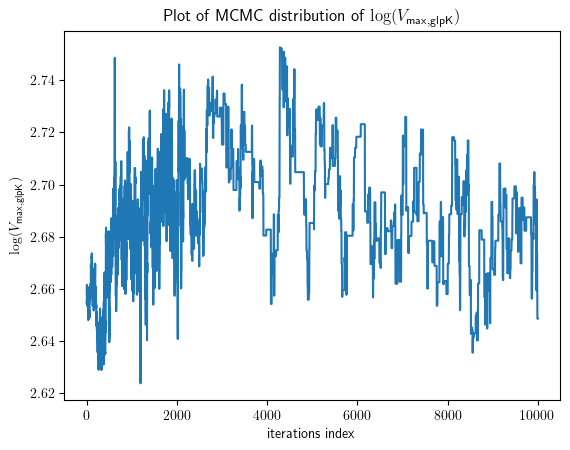 Plot of MCMC distribution of log(V_max,glpK)
log(V_max,glpK)
2.74
2.72
2.70
2.68
2.66
2.64
2.62
0 2000 4000 6000 8000 10000
iterations index